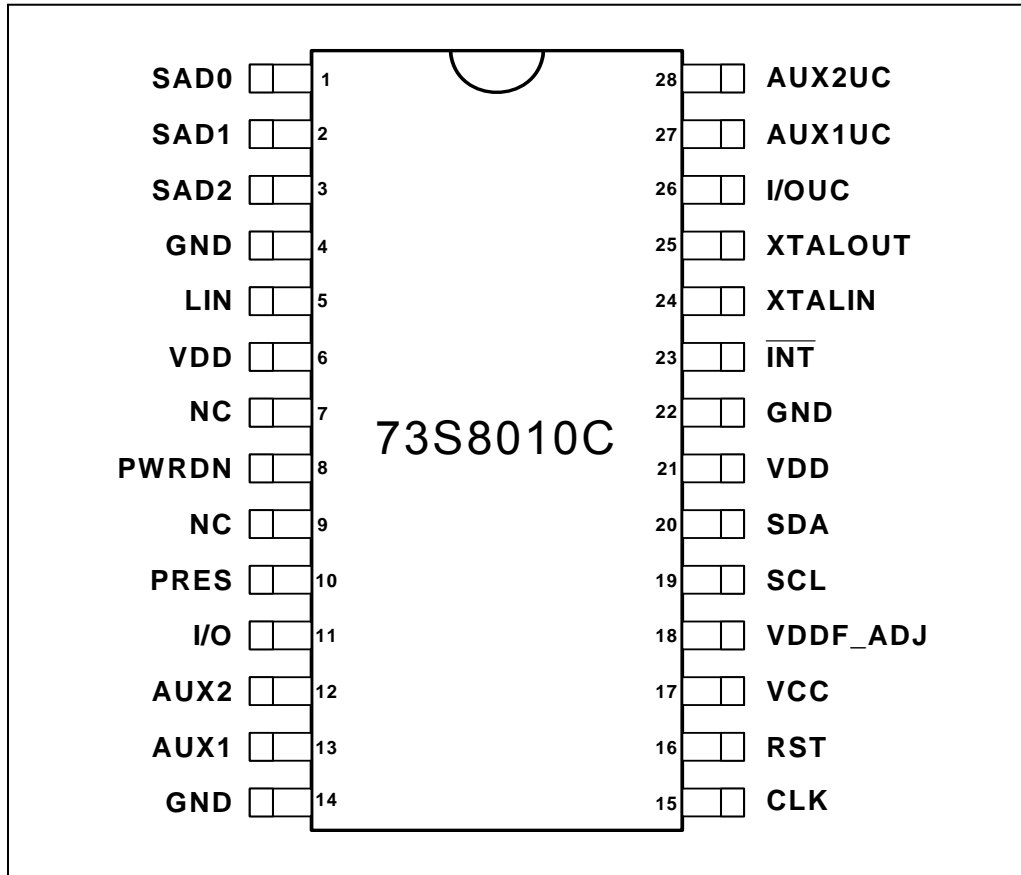 SAD0 1 28 AUX2UC
SAD1 2 27 AUX1UC
SAD2 3 26 I/OUC
GND 4 25 XTALOUT
LIN 5 24 XTALIN
VDD 6 23 INT
NC 7 22 GND
73S8010C
PWRDN 8 21 VDD
NC 9 20 SDA
PRES 10 19 SCL
I/O 11 18 VDDF_ADJ
AUX2 12 17 VCC
AUX1 13 16 RST
GND 14 15 CLK